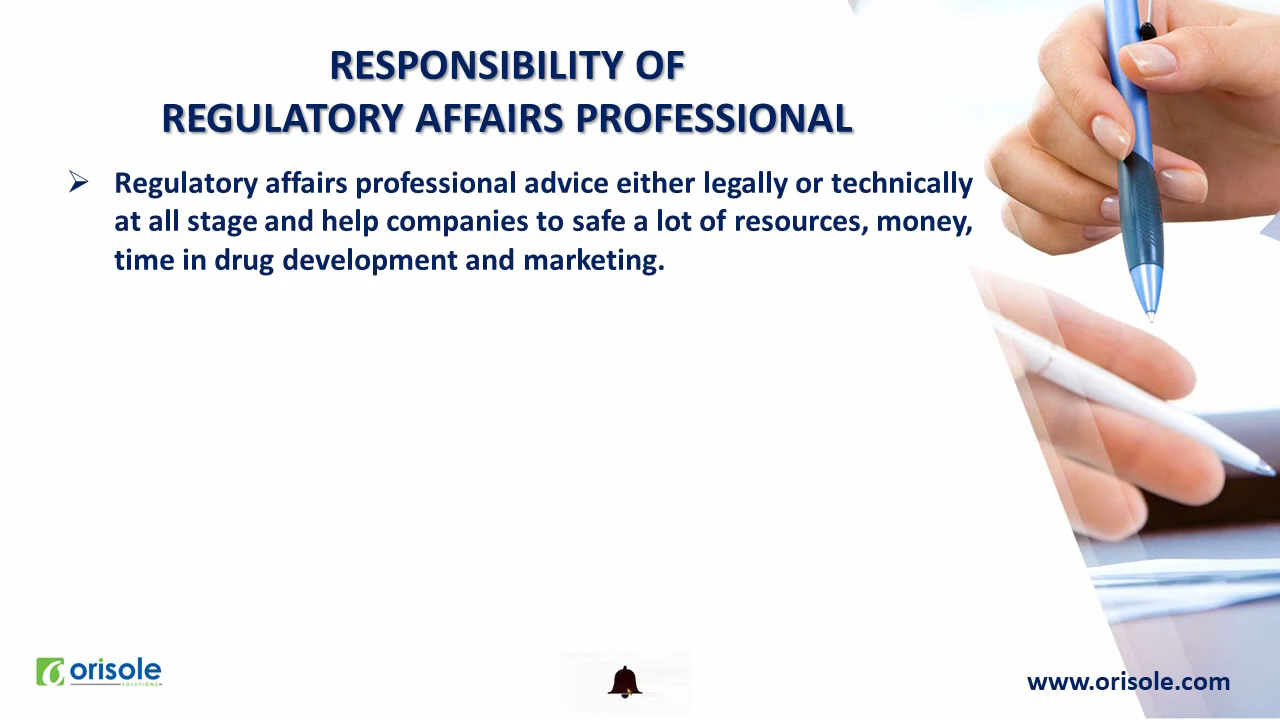 RESPONSIBILITY OF
REGULATORY AFFAIRS PROFESSIONAL
Regulatory affairs professional advice either legally or technically
at all stage and help companies to safe a lot of resources, money,
time in drug development and marketing.
orisole
SOLUTIONS
www.orisole.com